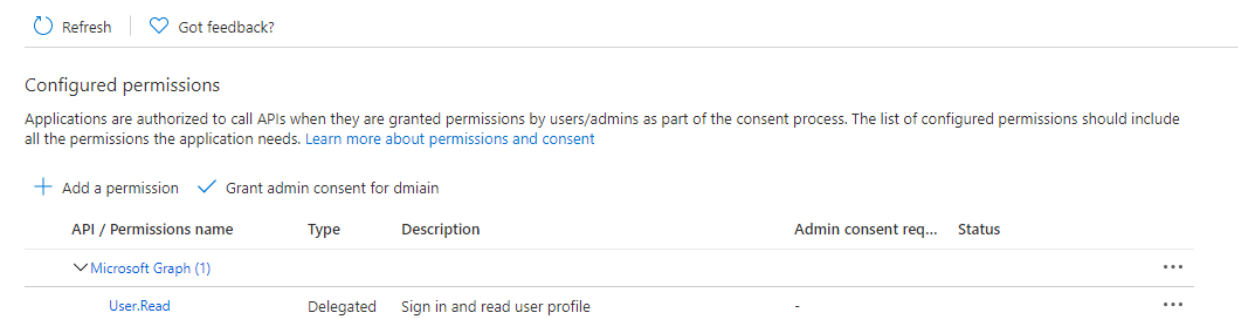 Refresh Got feedback?
Configured permissions
Applications are authorized to call APIs when they are granted permissions by users/admins as part of the consent process. The list of configured permissions should include
all the permissions the application needs. Learn more about permissions and consent
Add a permission Grant admin consent for dmiain
API / Permissions name Type Description Admin consent req... Status
Microsoft Graph (1) ...
User.Read Delegated Sign in and read user profile - ...